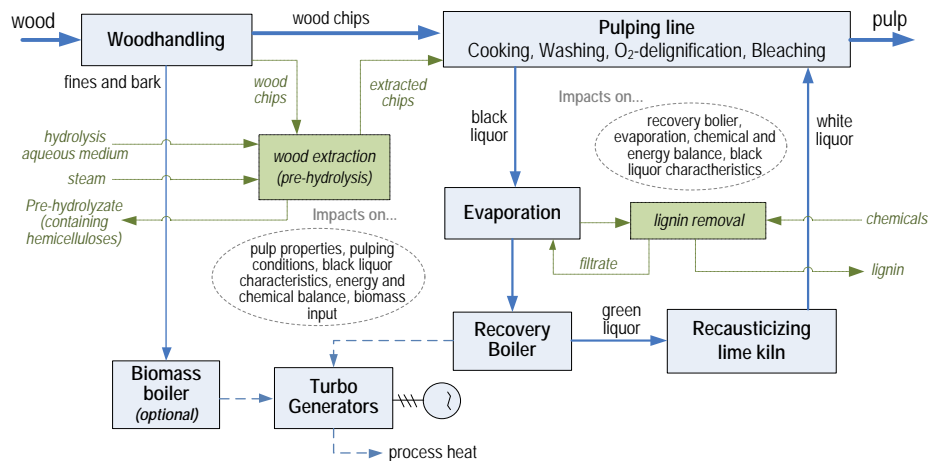 wood
Woodhandling
wood chips
Pulping line
Cooking, Washing, O₂-delignification, Bleaching
pulp
fines and bark
wood
chips
extracted
chips
hydrolysis
aqueous medium
steam
Pre-hydrolyzate
(containing
hemicelluloses)
wood extraction
(pre-hydrolysis)
Impacts on...
pulp properties, pulping
conditions, black liquor
characteristics, energy and
chemical balance, biomass
input
black
liquor
Impacts on...
recovery bolier,
evaporation, chemical and
energy balance, black
liquor charactheristics
white
liquor
Evaporation
lignin removal
chemicals
filtrate
lignin
Recovery
Boiler
green
liquor
Recausticizing
lime kiln
Biomass
boiler
(optional)
Turbo
Generators
~
process heat